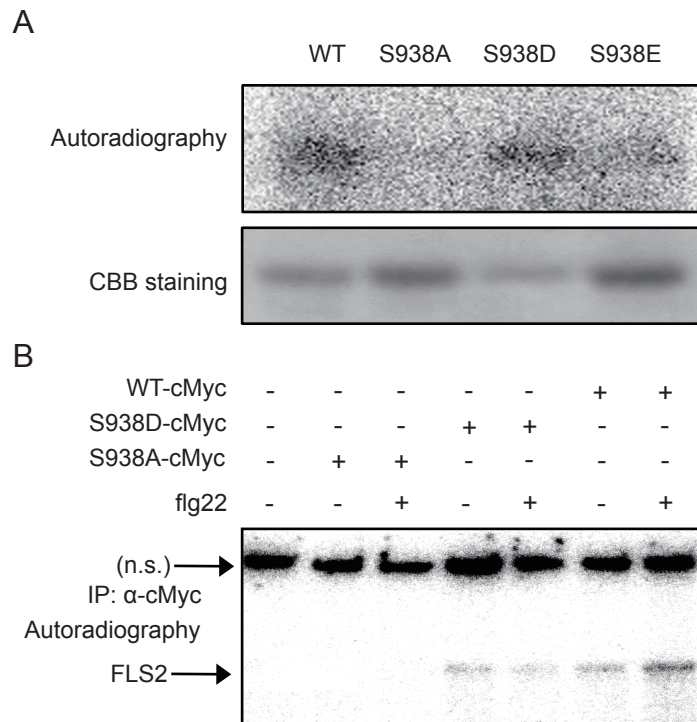 A
WT S938A S938D S938E
Autoradiography
CBB staining
B
WT-cMyc - - - - - + +
S938D-cMyc - - - + + - -
S938A-cMyc - + + - - - -
flg22 - - + - + - +
(n.s.)
IP: α-cMyc
Autoradiography
FLS2